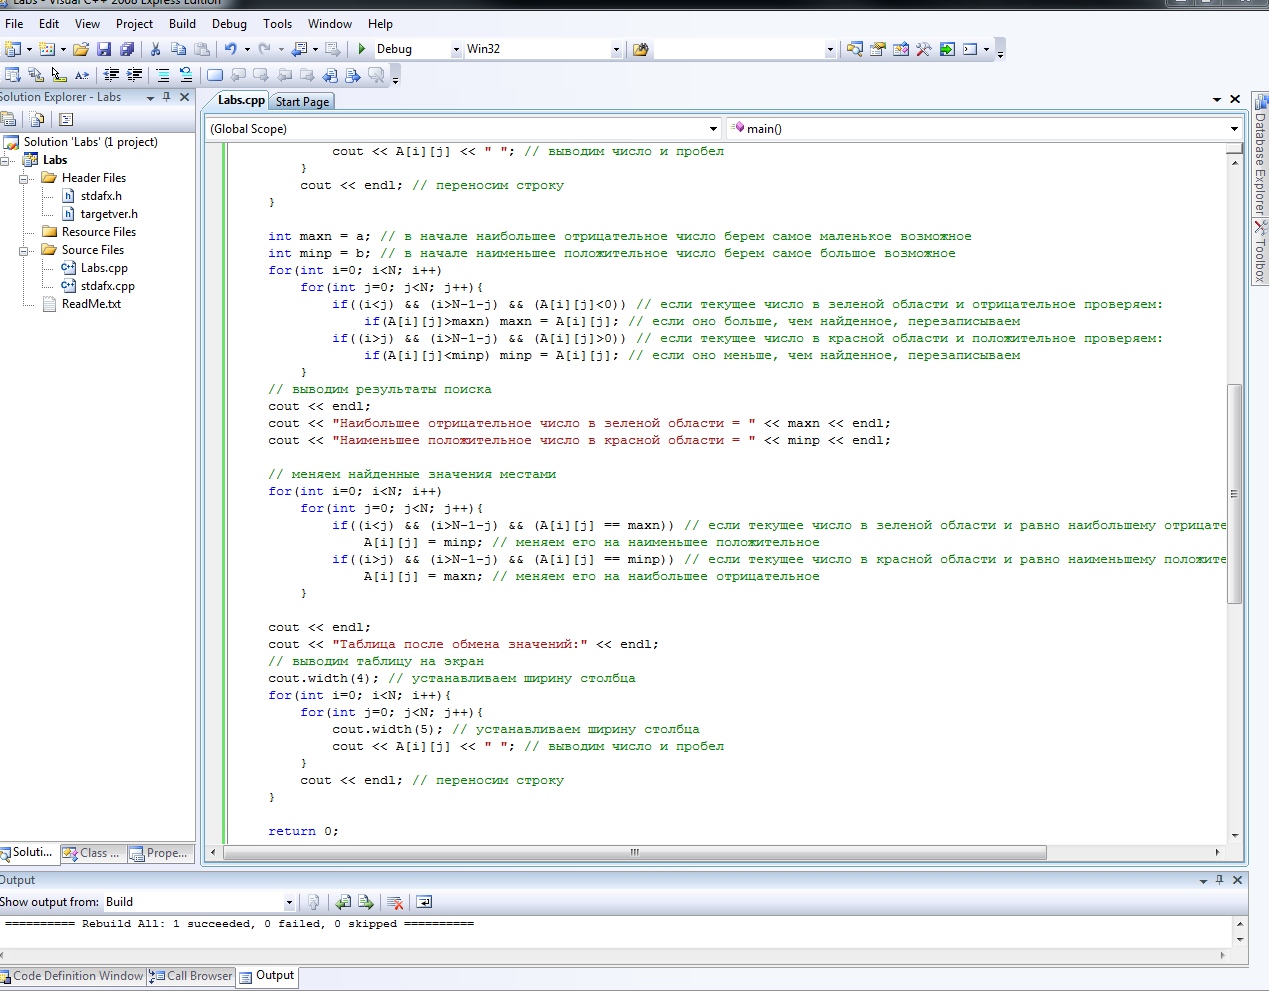 Labs - Visual C++ 2008 Express Edition
File Edit View Project Build Debug Tools Window Help
Debug Win32
Solution Explorer - Labs
Labs.cpp Start Page
(Global Scope) main()
Solution 'Labs' (1 project)
Labs
Header Files
stdafx.h
targetver.h
Resource Files
Source Files
Labs.cpp
stdafx.cpp
ReadMe.txt
cout << A[i][j] << " "; // выводим число и пробел
}
cout << endl; // переносим строку
}
int maxn = a; // в начале наибольшее отрицательное число берем самое маленькое возможное
int minp = b; // в начале наименьшее положительное число берем самое большое возможное
for(int i=0; i<N; i++)
for(int j=0; j<N; j++){
if((i<j) && (i>N-1-j) && (A[i][j]<0)) // если текущее число в зеленой области и отрицательное проверяем:
if(A[i][j]>maxn) maxn = A[i][j]; // если оно больше, чем найденное, перезаписываем
if((i>j) && (i>N-1-j) && (A[i][j]>0)) // если текущее число в красной области и положительное проверяем:
if(A[i][j]<minp) minp = A[i][j]; // если оно меньше, чем найденное, перезаписываем
}
// выводим результаты поиска
cout << endl;
cout << "Наибольшее отрицательное число в зеленой области = " << maxn << endl;
cout << "Наименьшее положительное число в красной области = " << minp << endl;
// меняем найденные значения местами
for(int i=0; i<N; i++)
for(int j=0; j<N; j++){
if((i<j) && (i>N-1-j) && (A[i][j] == maxn)) // если текущее число в зеленой области и равно наибольшему отрицате
A[i][j] = minp; // меняем его на наименьшее положительное
if((i>j) && (i>N-1-j) && (A[i][j] == minp)) // если текущее число в красной области и равно наименьшему положите
A[i][j] = maxn; // меняем его на наибольшее отрицательное
}
cout << endl;
cout << "Таблица после обмена значений:" << endl;
// выводим таблицу на экран
cout.width(4); // устанавливаем ширину столбца
for(int i=0; i<N; i++){
for(int j=0; j<N; j++){
cout.width(5); // устанавливаем ширину столбца
cout << A[i][j] << " "; // выводим число и пробел
}
cout << endl; // переносим строку
}
return 0;
Database Explorer
Toolbox
Soluti... Class ... Prope...
Output
Show output from: Build
========== Rebuild All: 1 succeeded, 0 failed, 0 skipped ==========
Code Definition Window Call Browser Output